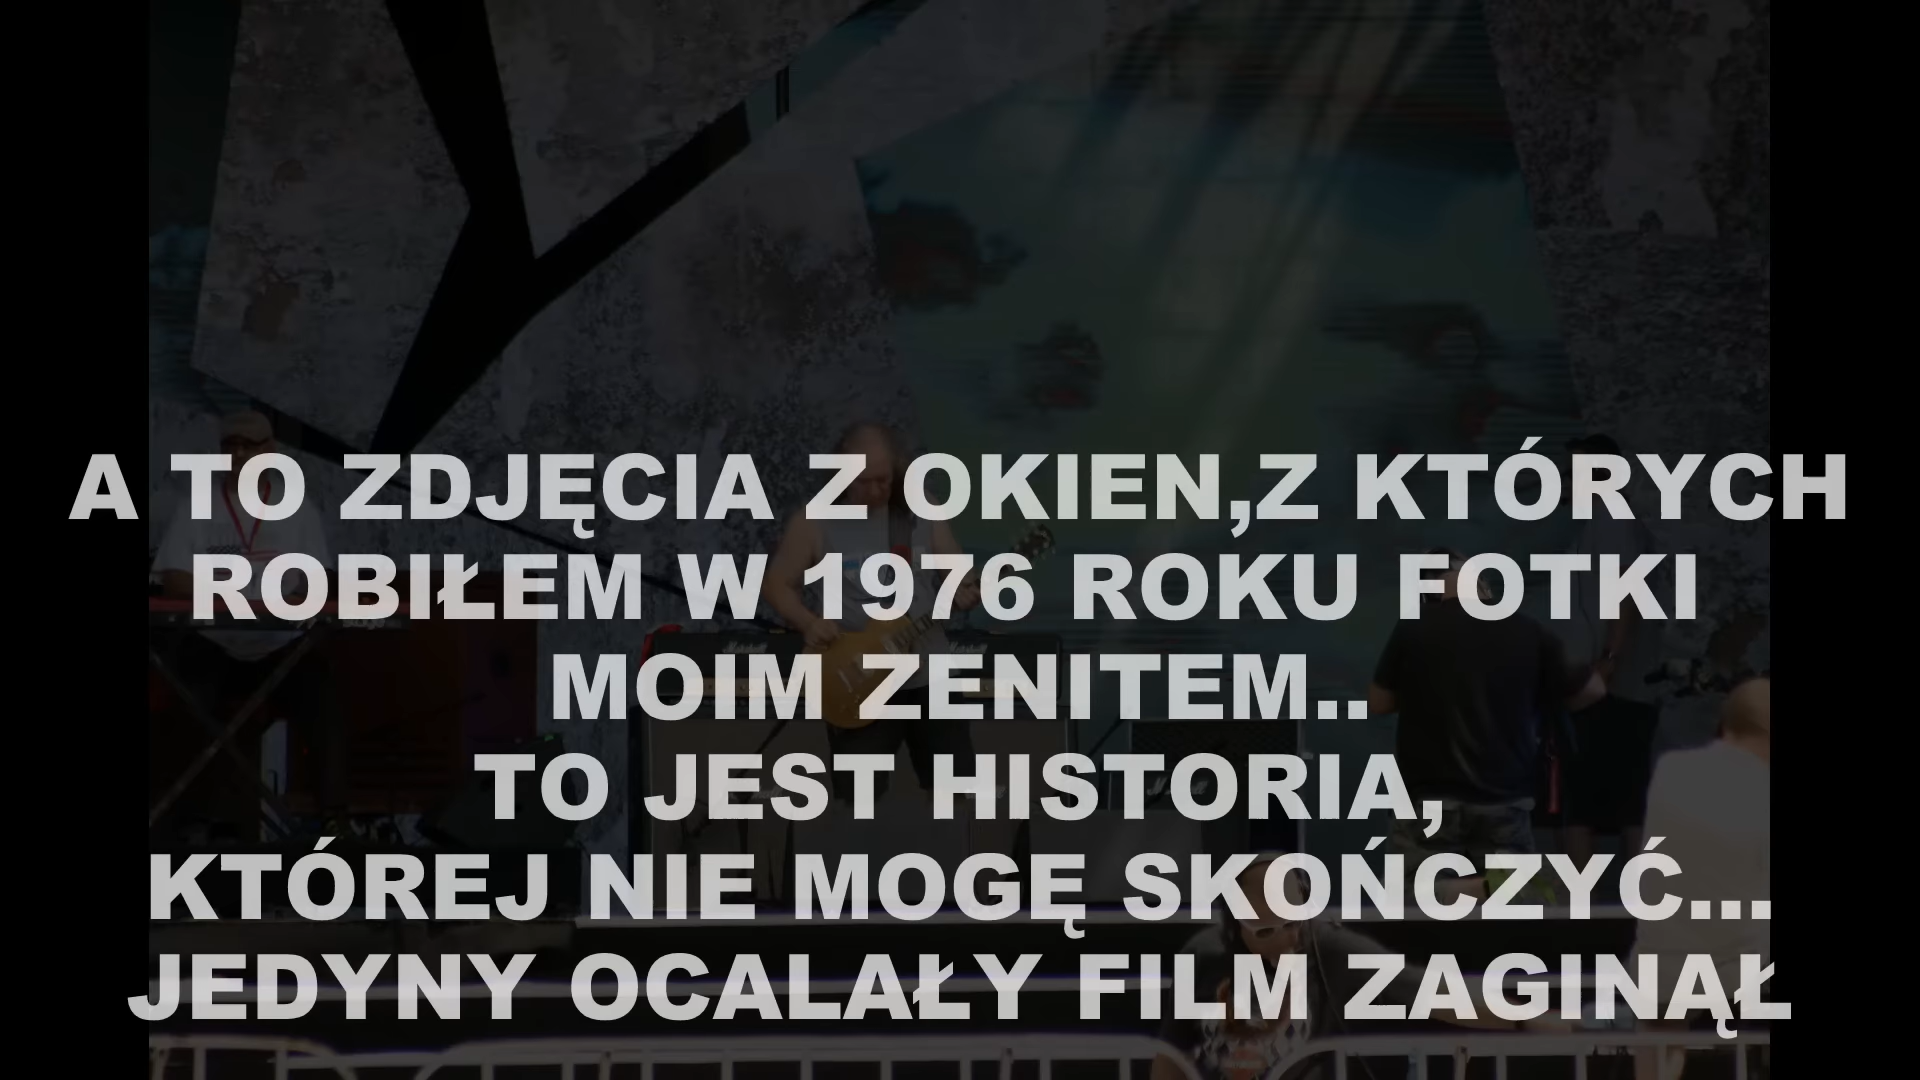 A TO ZDJĘCIA Z OKIEN,Z KTÓRYCH
ROBIŁEM W 1976 ROKU FOTKI
MOIM ZENITEM..
TO JEST HISTORIA,
KTÓREJ NIE MOGĘ SKOŃCZYĆ...
JEDYNY OCALAŁY FILM ZAGINĄŁ